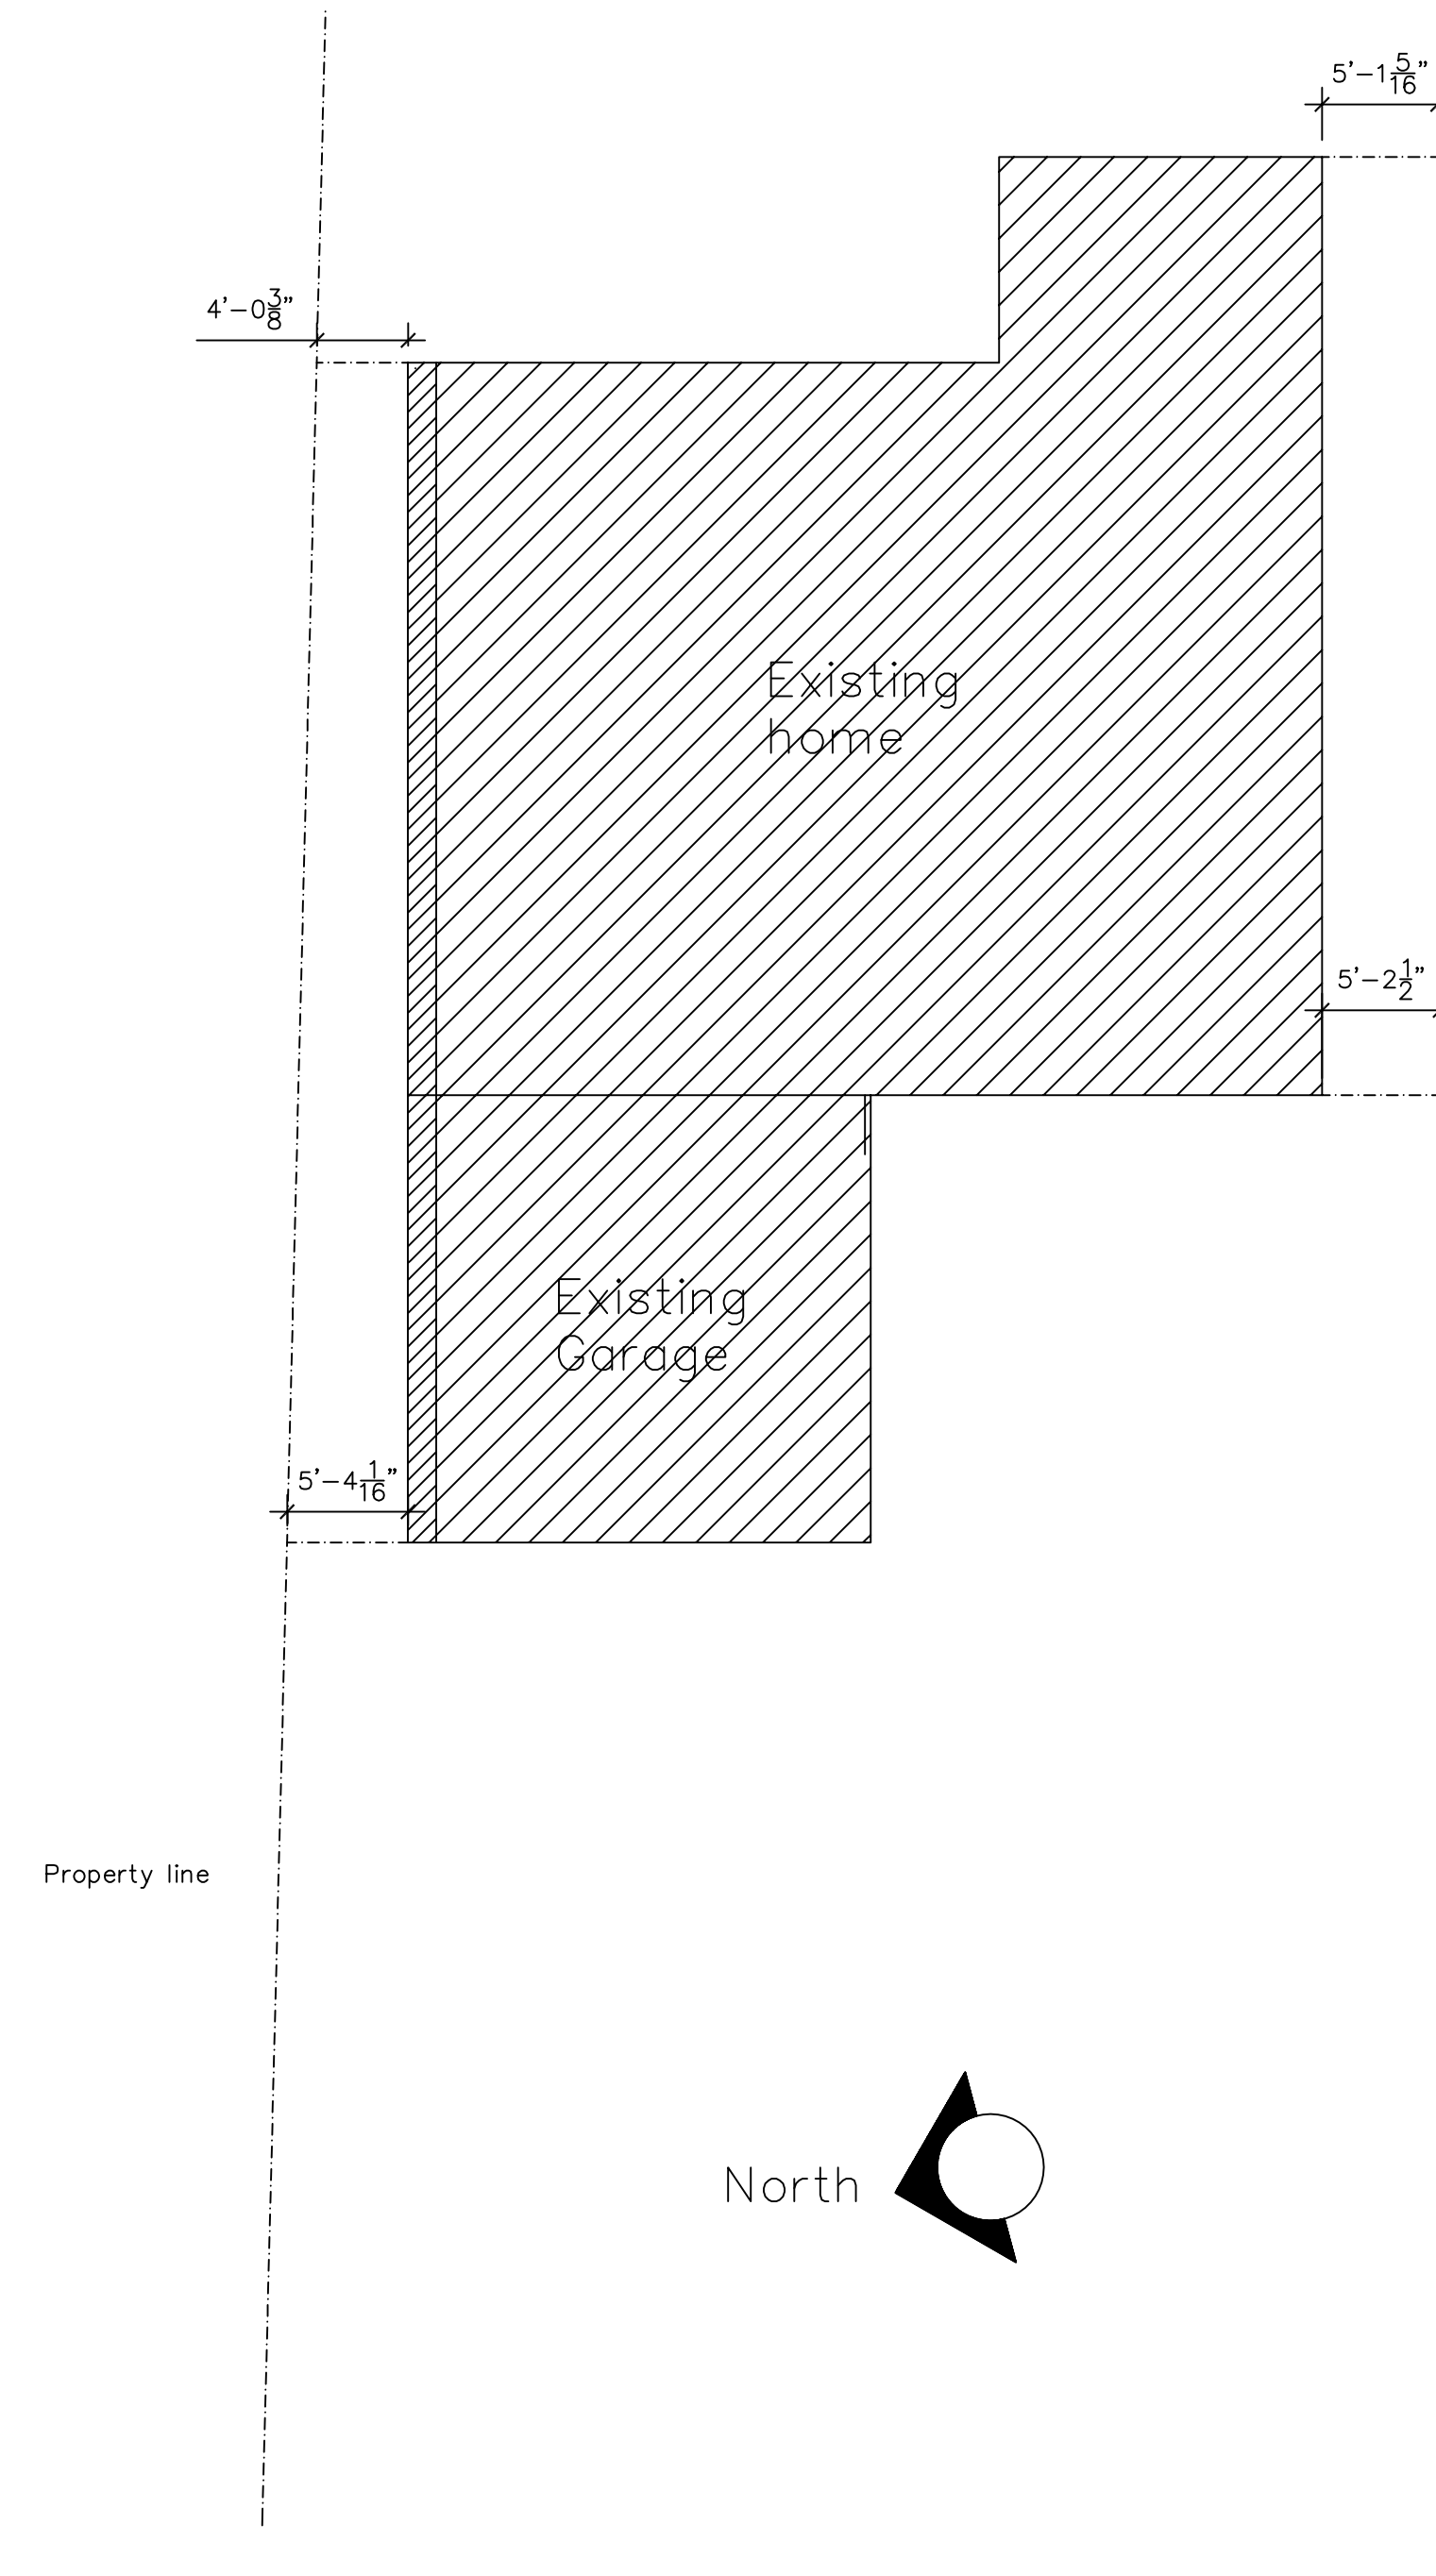 5'-1 5/16"
4'-0 3/8"
Existing
home
5'-2 1/2"
Existing
Garage
5'-4 1/16"
Property line
North